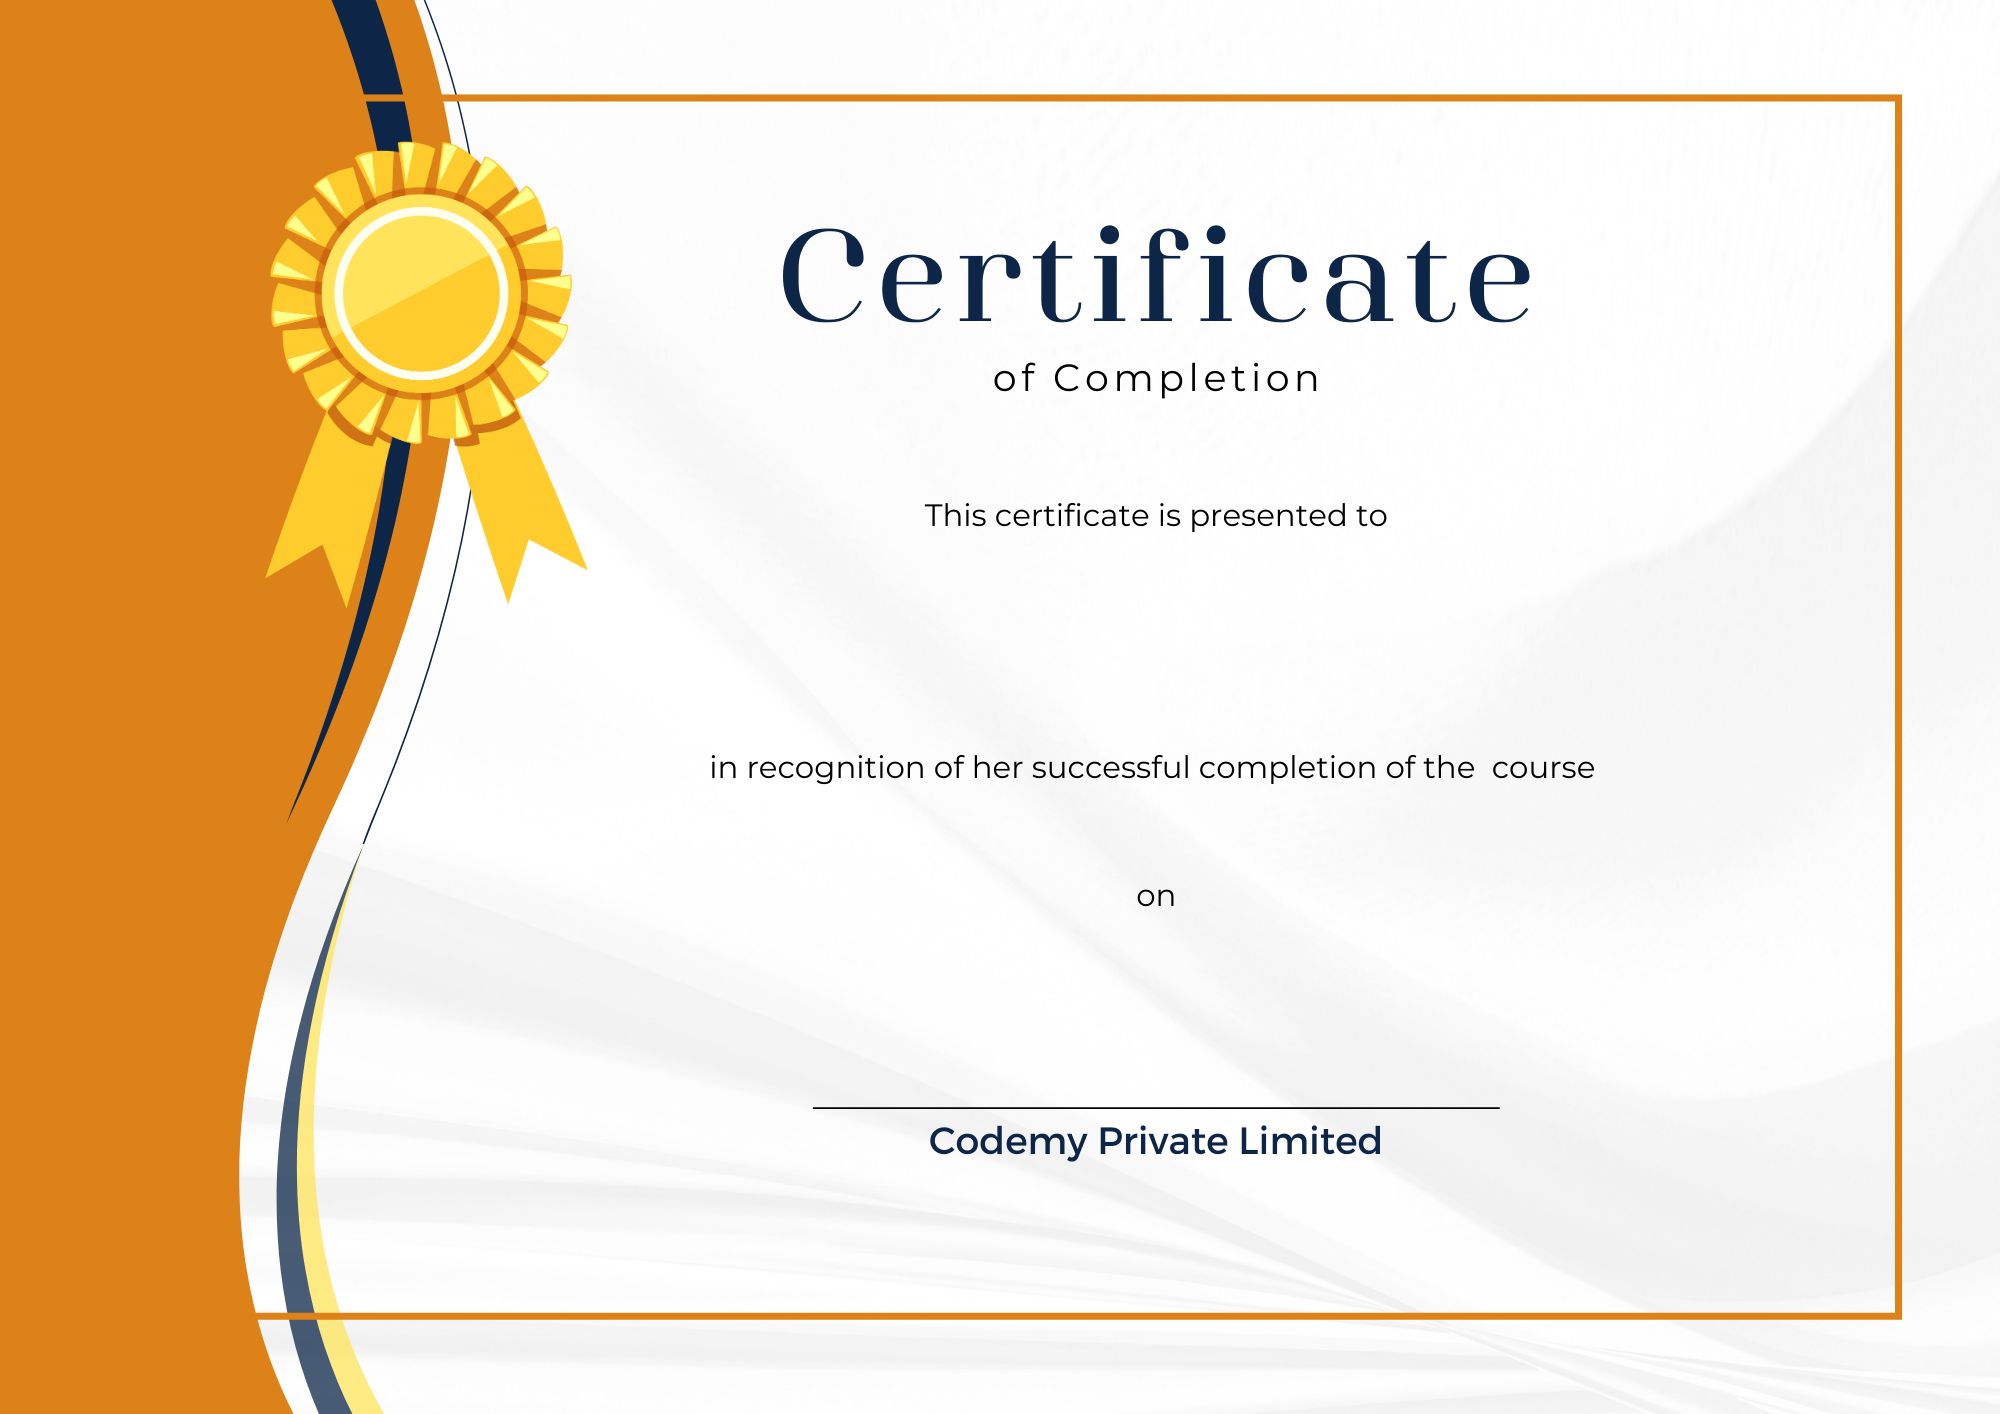 Certificate
of Completion
This certificate is presented to
in recognition of her successful completion of the  course
on
Codemy Private Limited